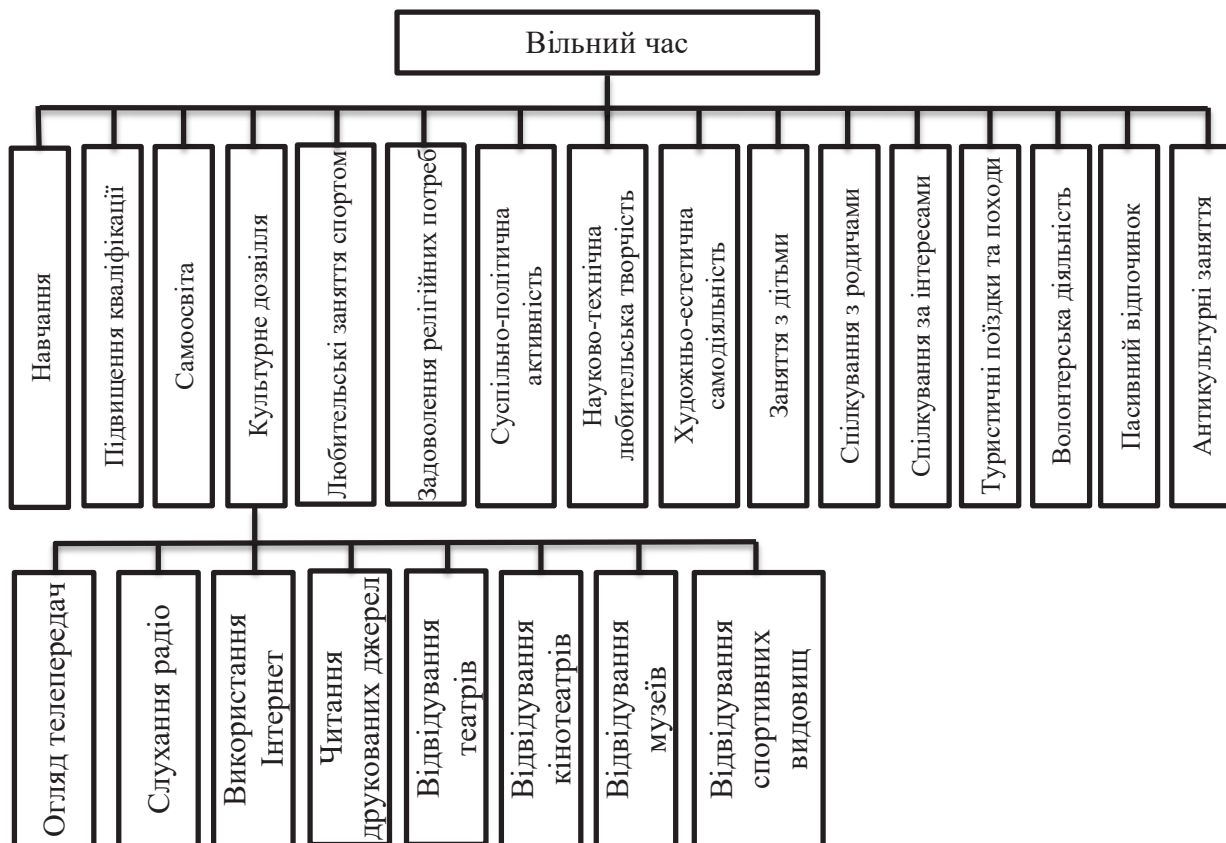 Вільний час
Навчання
Підвищення кваліфікації
Самоосвіта
Культурне дозвілля
Любительські заняття спортом
Задоволення релігійних потреб
Суспільно-політична
активність
Науково-технічна
любительська творчість
Художньо-естетична
самодіяльність
Заняття з дітьми
Спілкування з родичами
Спілкування за інтересами
Туристичні поїздки та походи
Волонтерська діяльність
Пасивний відпочинок
Антикультурні заняття
Огляд телепередач
Слухання радіо
Використання
Інтернет
Читання
друкованих джерел
Відвідування
театрів
Відвідування
кінотеатрів
Відвідування
музеїв
Відвідування
спортивних
видовищ